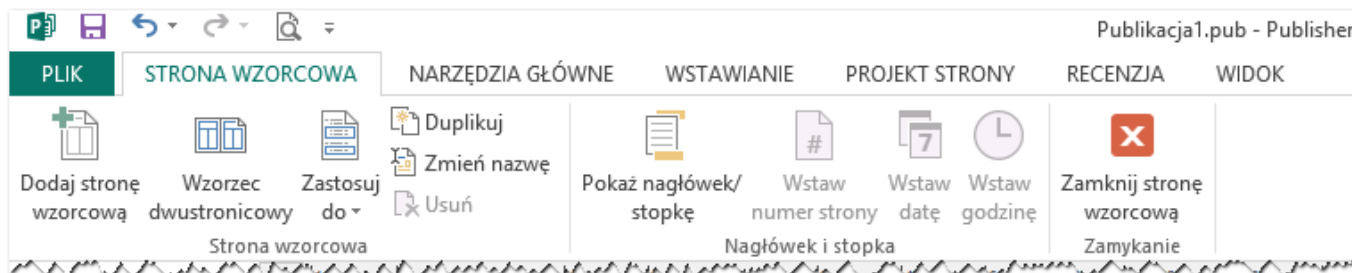 Publikacja1.pub - Publisher
PLIK STRONA WZORCOWA NARZĘDZIA GŁÓWNE WSTAWIANIE PROJEKT STRONY RECENZJA WIDOK
Dodaj stronę
wzorcową
Wzorzec
dwustronicowy
Zastosuj
do
Duplikuj
Zmień nazwę
Usuń
Strona wzorcowa
Pokaż nagłówek/
stopkę
#
Wstaw
numer strony
7
Wstaw
datę
Wstaw
godzinę
Nagłówek i stopka
Zamknij stronę
wzorcową
Zamykanie